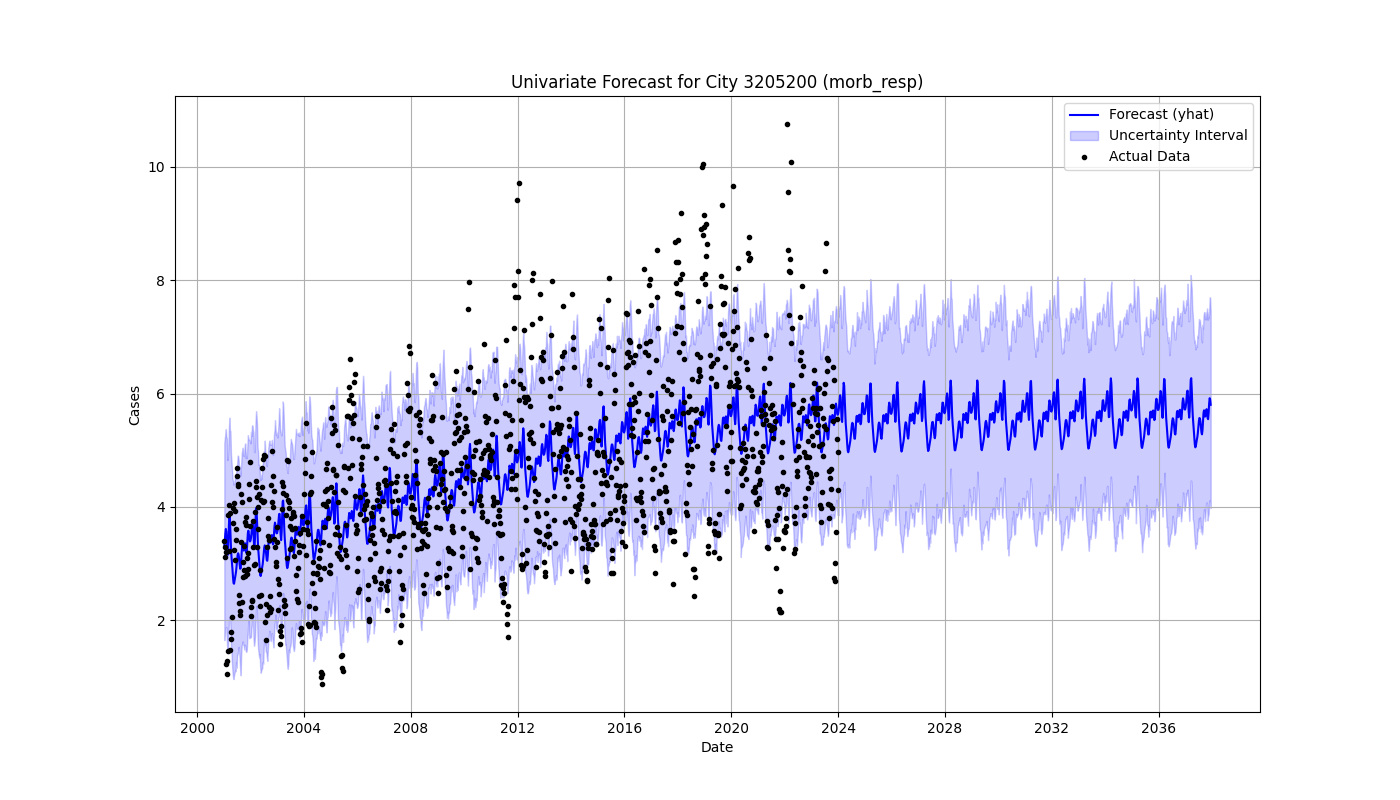 Univariate Forecast for City 3205200 (morb_resp)
Forecast (yhat)
Uncertainty Interval
Actual Data
Cases
10
8
6
4
2
2000 2004 2008 2012 2016 2020 2024 2028 2032 2036
Date